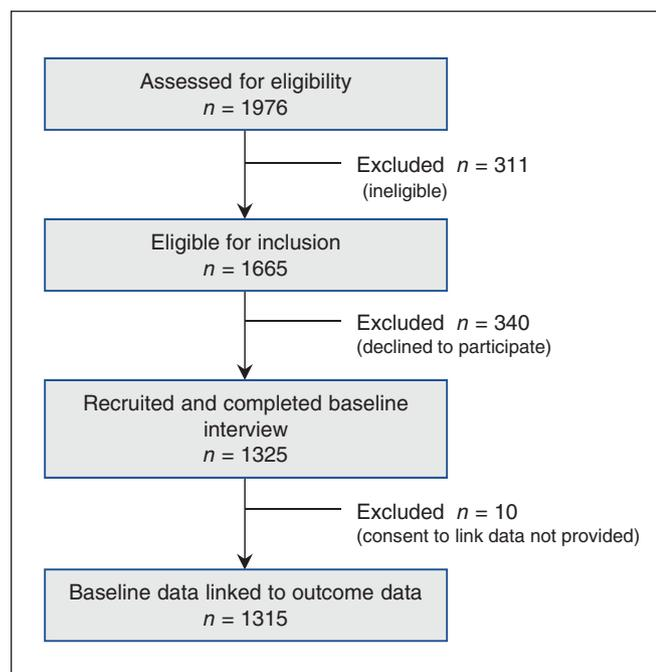 Assessed for eligibility
n = 1976
Excluded n = 311
(ineligible)
Eligible for inclusion
n = 1665
Excluded n = 340
(declined to participate)
Recruited and completed baseline
interview
n = 1325
Excluded n = 10
(consent to link data not provided)
Baseline data linked to outcome data
n = 1315